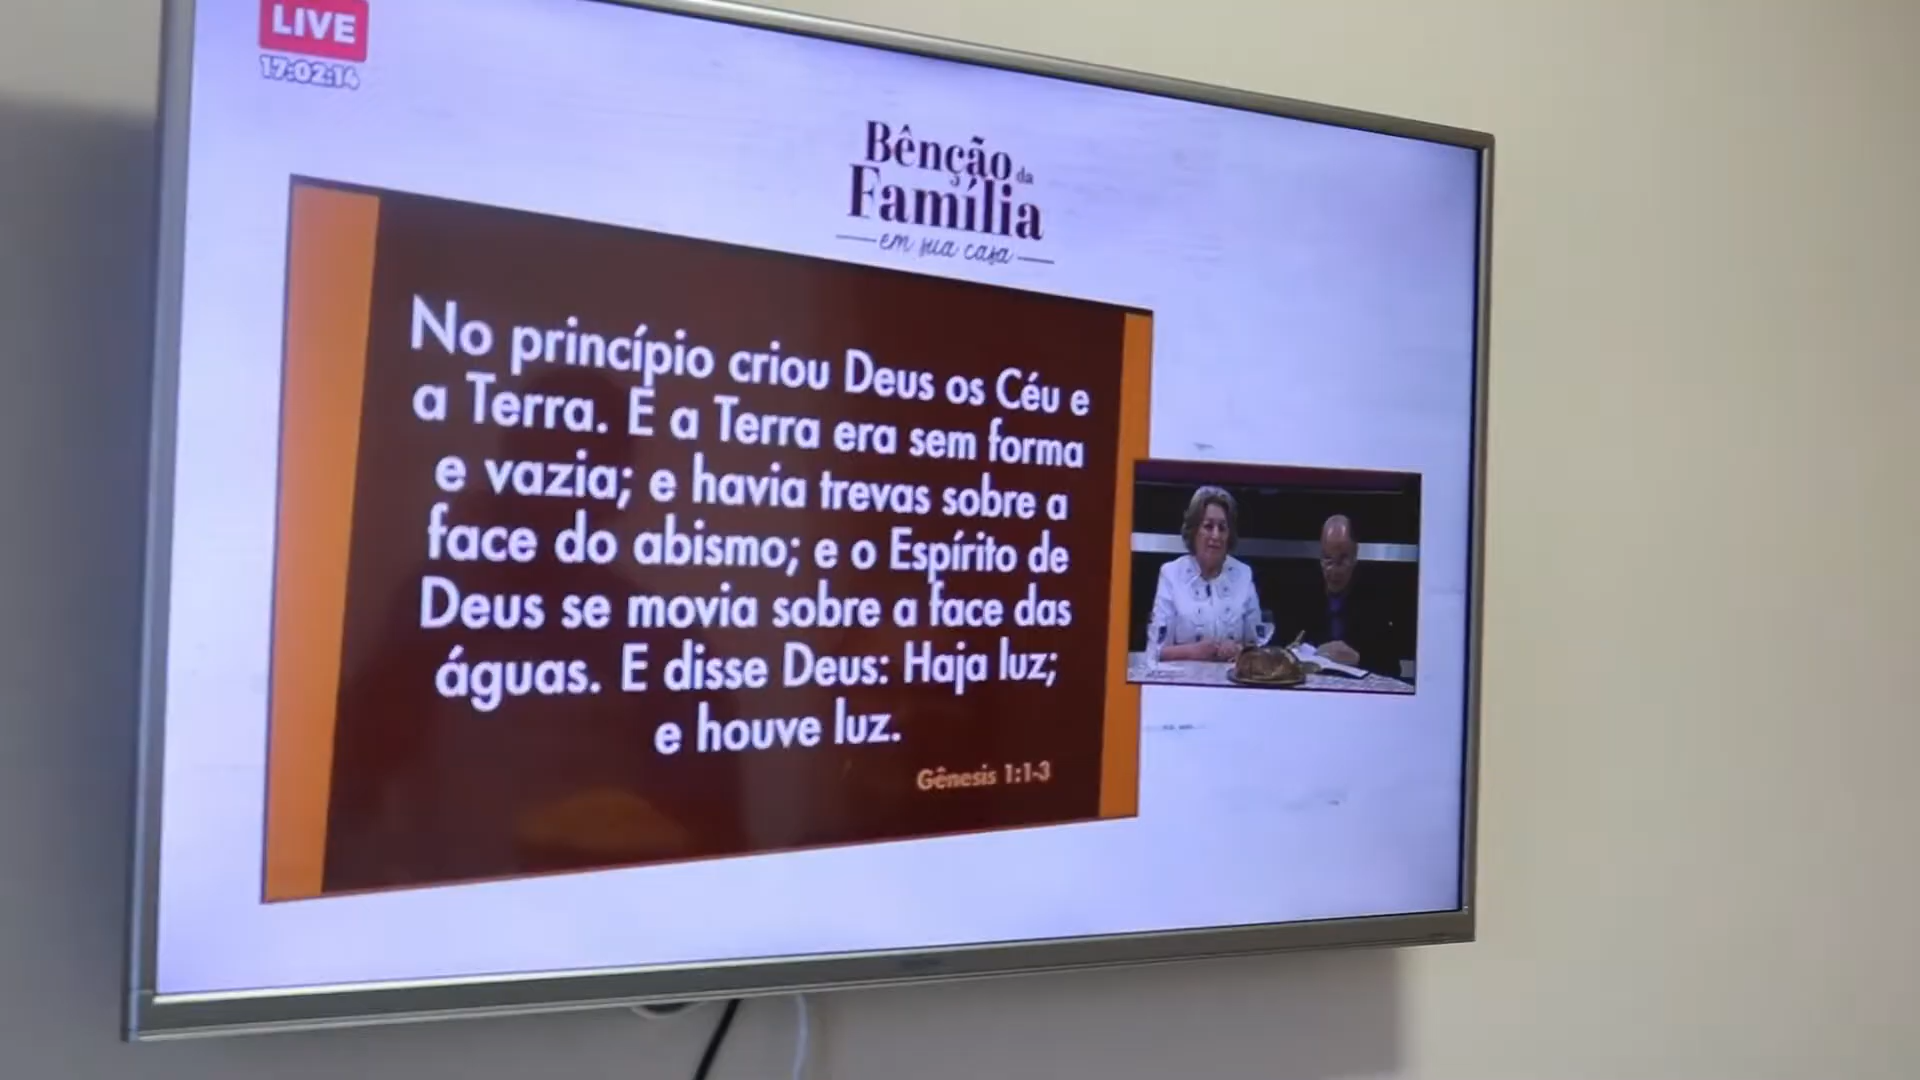 LIVE
17:02:14
Bênção da
Família
em sua casa
No princípio criou Deus os Céu e
a Terra. E a Terra era sem forma
e vazia; e havia trevas sobre a
face do abismo; e o Espírito de
Deus se movia sobre a face das
águas. E disse Deus: Haja luz;
e houve luz.
Gênesis 1:1-3